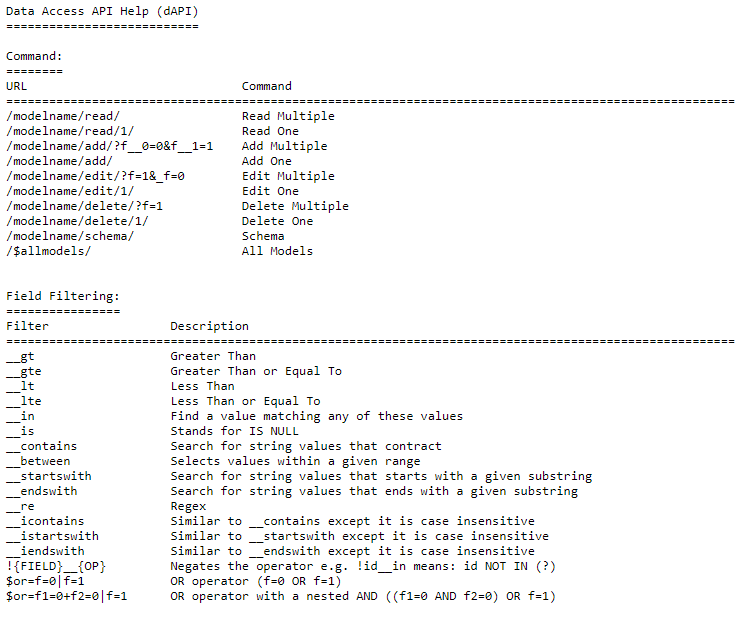 Data Access API Help (dAPI)
===========================
Command:
========
URL Command
======================================================================================================
/modelname/read/ Read Multiple
/modelname/read/1/ Read One
/modelname/add/?f__0=0&f__1=1 Add Multiple
/modelname/add/ Add One
/modelname/edit/?f=1&_f=0 Edit Multiple
/modelname/edit/1/ Edit One
/modelname/delete/?f=1 Delete Multiple
/modelname/delete/1/ Delete One
/modelname/schema/ Schema
/$allmodels/ All Models
Field Filtering:
================
Filter Description
======================================================================================================
__gt Greater Than
__gte Greater Than or Equal To
__lt Less Than
__lte Less Than or Equal To
__in Find a value matching any of these values
__is Stands for IS NULL
__contains Search for string values that contract
__between Selects values within a given range
__startswith Search for string values that starts with a given substring
__endswith Search for string values that ends with a given substring
__re Regex
__icontains Similar to __contains except it is case insensitive
__istartswith Similar to __startswith except it is case insensitive
__iendswith Similar to __endswith except it is case insensitive
!{FIELD}__{OP} Negates the operator e.g. !id__in means: id NOT IN (?)
$or=f=0|f=1 OR operator (f=0 OR f=1)
$or=f1=0+f2=0|f=1 OR operator with a nested AND ((f1=0 AND f2=0) OR f=1)